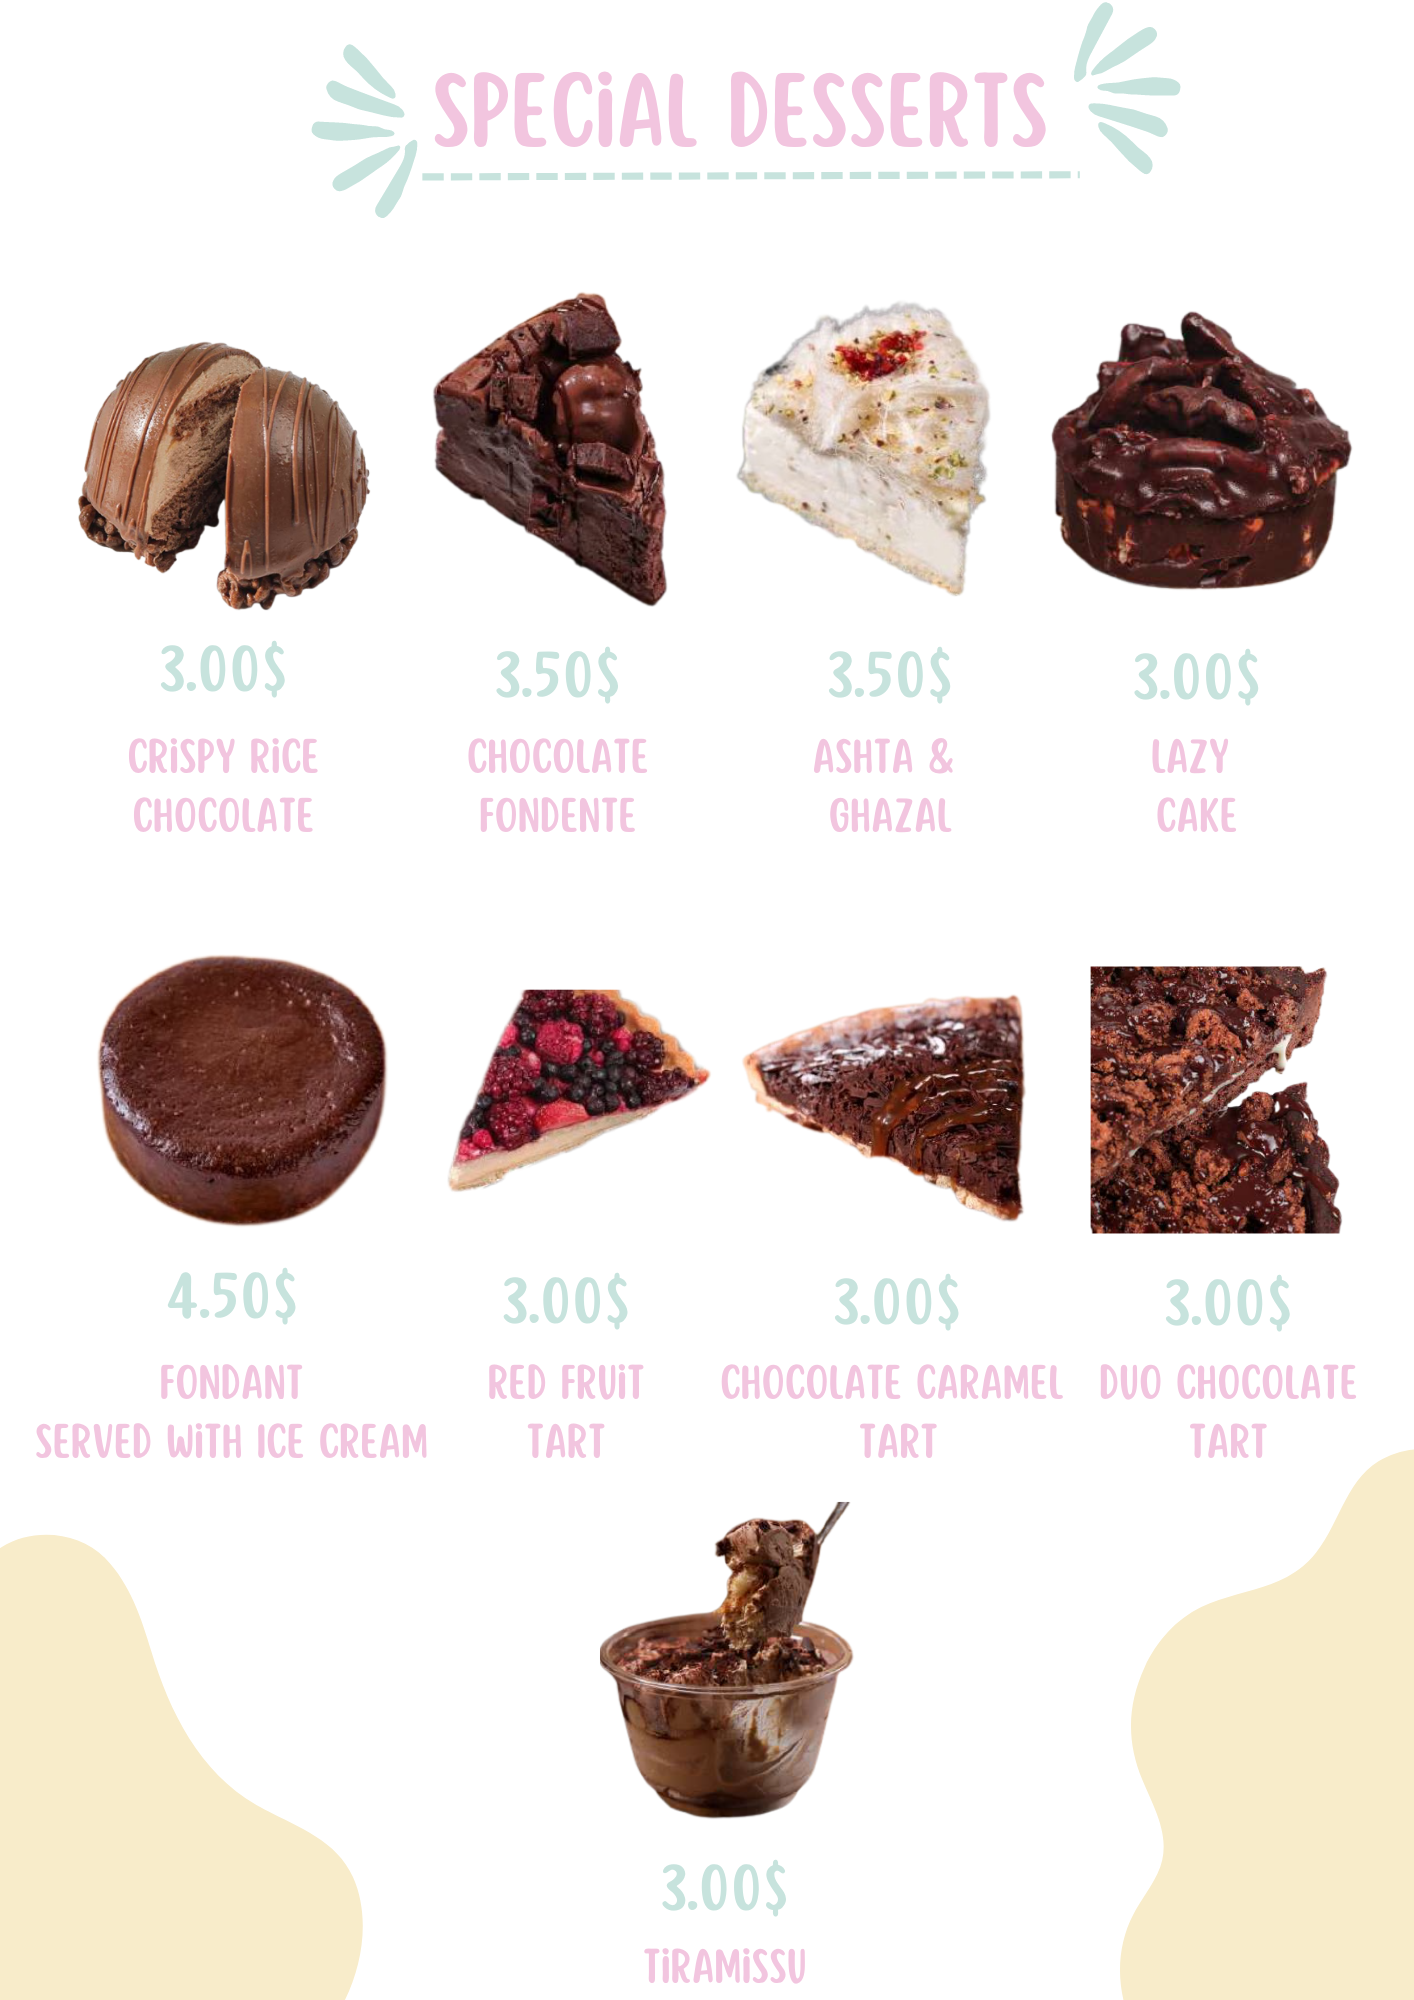 SPECiAL DESSERTS
3.00$
CRiSPY RiCE
CHOCOLATE
3.50$
CHOCOLATE
FONDENTE
3.50$
ASHTA &
GHAZAL
3.00$
LAZY
CAKE
4.50$
FONDANT
SERVED WiTH ICE CREAM
3.00$
RED FRUiT
TART
3.00$
CHOCOLATE CARAMEL
TART
3.00$
DUO CHOCOLATE
TART
3.00$
TiRAMiSSU